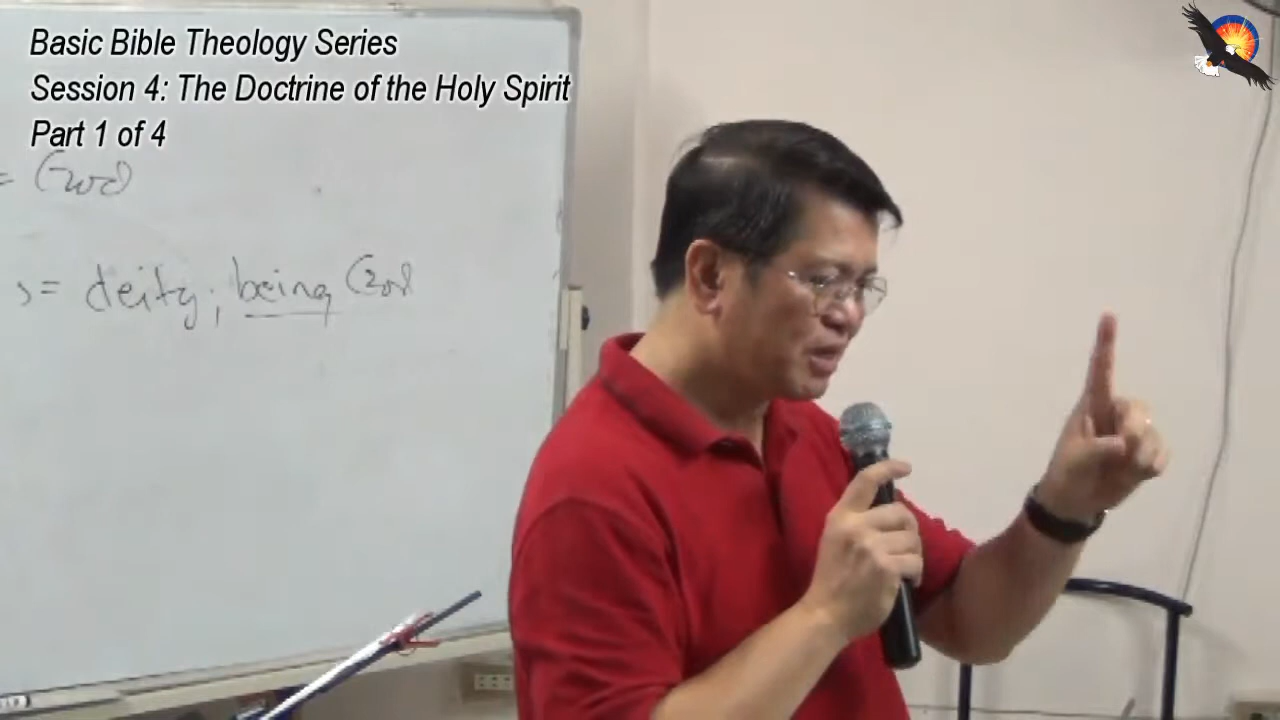 Basic Bible Theology Series
Session 4: The Doctrine of the Holy Spirit
Part 1 of 4
= God
= deity; being God